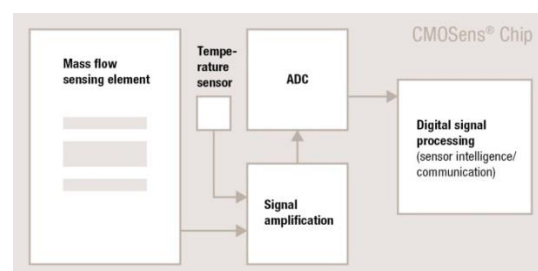 CMOSens® Chip
Mass flow
sensing element
Tempe-
rature
sensor
ADC
Digital signal
processing
(sensor intelligence/
communication)
Signal
amplification